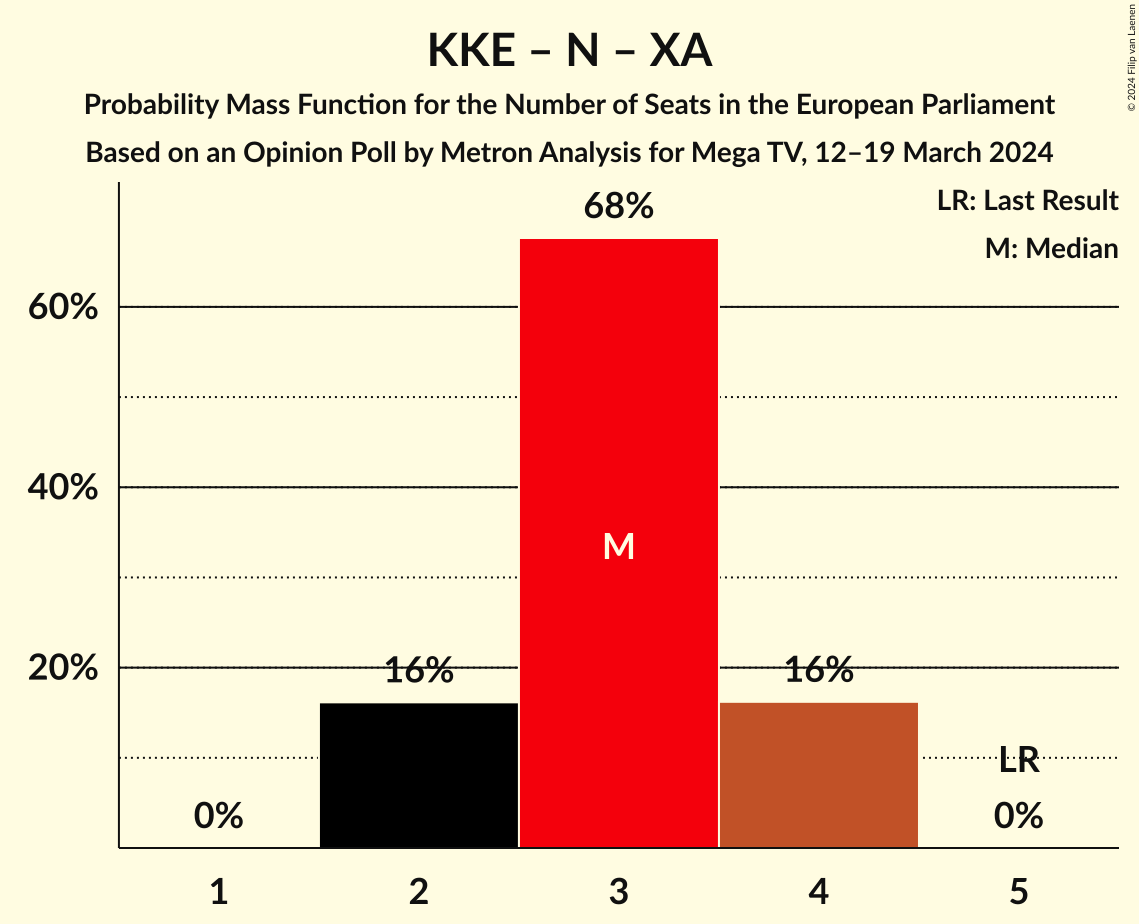 KKE – N – XA
Probability Mass Function for the Number of Seats in the European Parliament
Based on an Opinion Poll by Metron Analysis for Mega TV, 12–19 March 2024
© 2024 Filip van Laenen
LR: Last Result
M: Median
68%
60%
40%
M
20%
16%
16%
LR
0%
0%
1 2 3 4 5